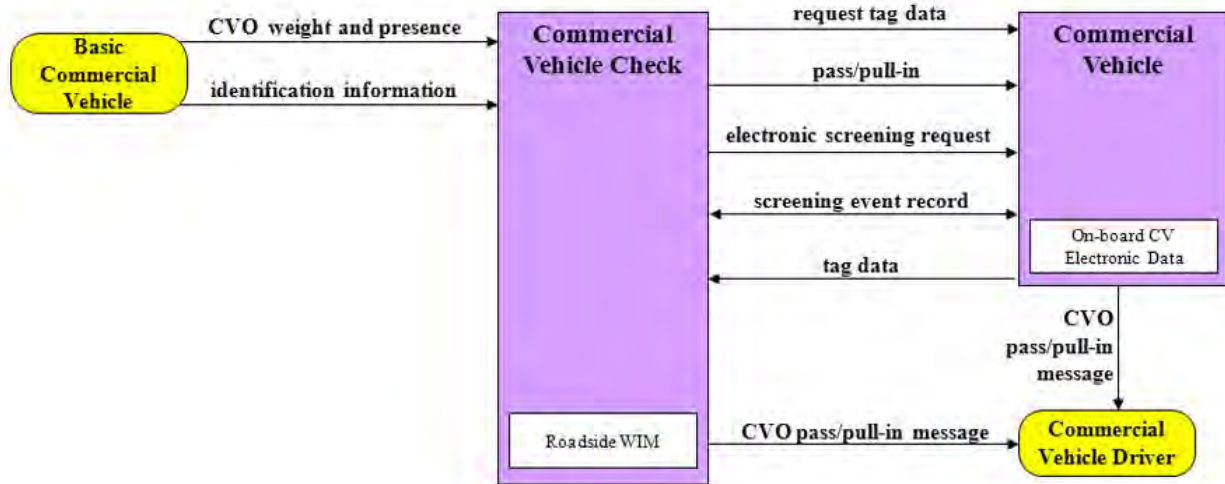 Basic
Commercial
Vehicle
CVO weight and presence
identification information
Commercial
Vehicle Check
Roadside WIM
request tag data
pass/pull-in
electronic screening request
screening event record
tag data
CVO pass/pull-in message
Commercial
Vehicle
On-board CV
Electronic Data
CVO
pass/pull-in
message
Commercial
Vehicle Driver